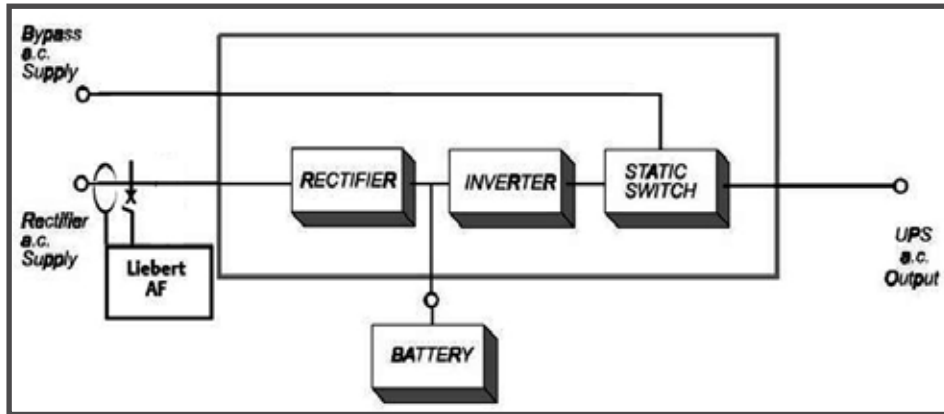 Bypass
a.c.
Supply
RECTIFIER
INVERTER
STATIC
SWITCH
Rectifier
a.c.
Supply
Liebert
AF
UPS
a.c.
Output
BATTERY